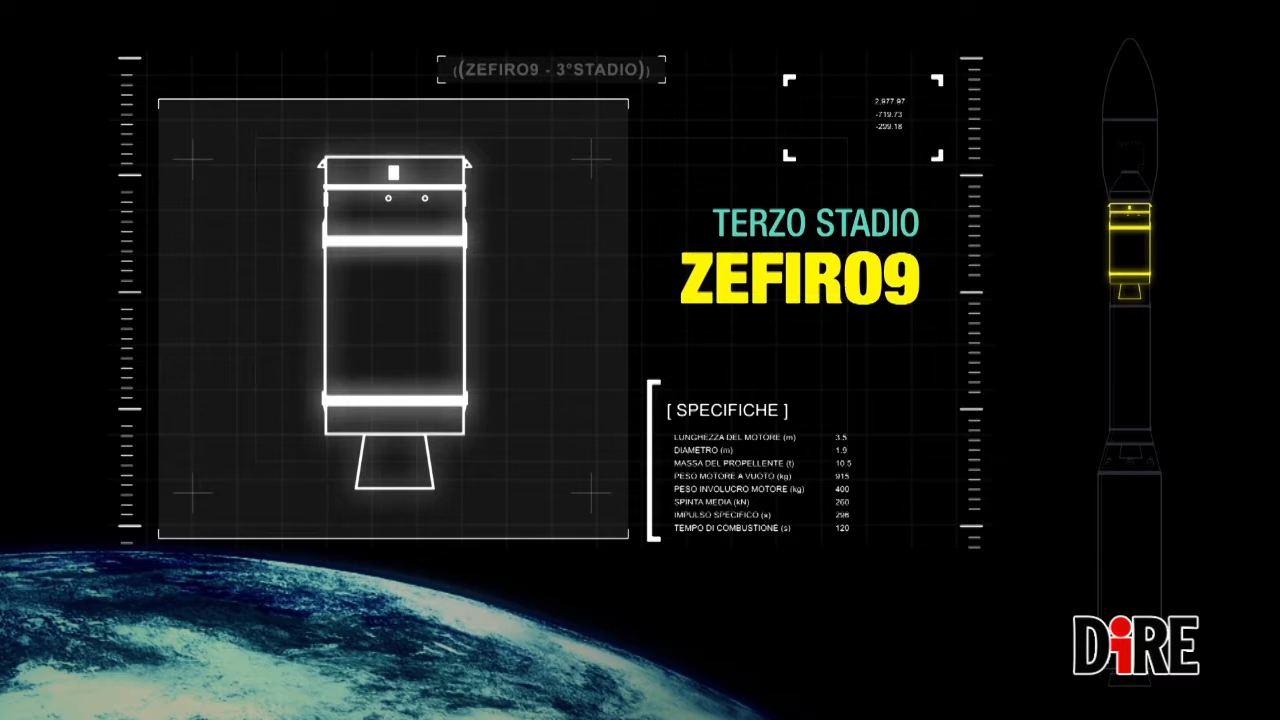 ((ZEFIRO9 - 3°STADIO))
2,977.97
-719.73
-299.18
TERZO STADIO
ZEFIRO9
[ SPECIFICHE ]
LUNGHEZZA DEL MOTORE (m) 3.5
DIAMETRO (m) 1.9
MASSA DEL PROPELLENTE (t) 10.5
PESO MOTORE A VUOTO (kg) 915
PESO INVOLUCRO MOTORE (kg) 400
SPINTA MEDIA (kN) 260
IMPULSO SPECIFICO (s) 296
TEMPO DI COMBUSTIONE (s) 120
DiRE